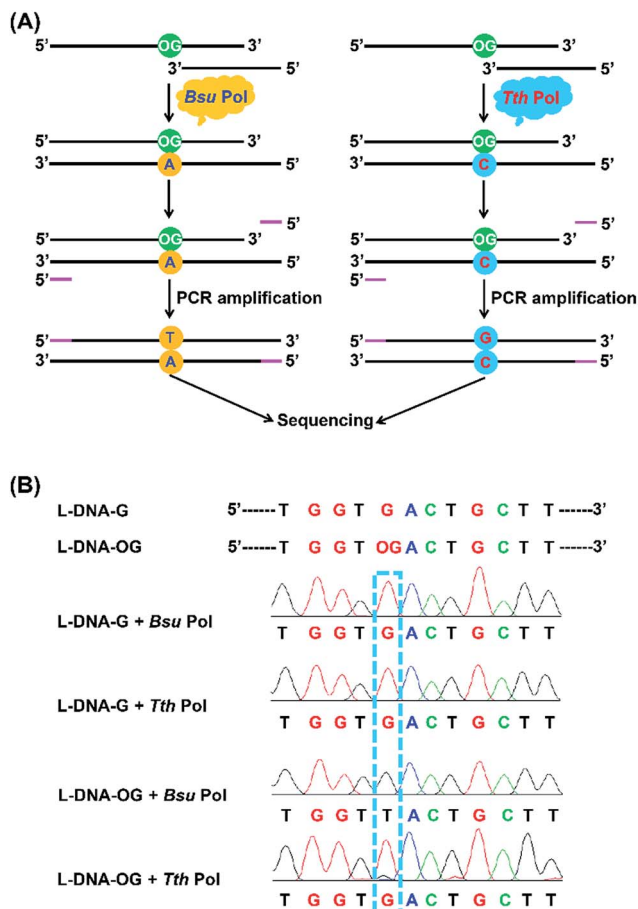 (A)
5’ OG 3’ 5’ OG 3’
3’ 5’ 3’ 5’
Bsu Pol Tth Pol
5’ OG 3’ 5’ OG 3’
3’ A 5’ 3’ C 5’
5’ 5’
5’ OG 3’ 5’ OG 3’
3’ A 5’ 3’ C 5’
5’ 5’
PCR amplification PCR amplification
5’ T 3’ 5’ G 3’
3’ A 5’ 3’ C 5’
Sequencing
(B)
L-DNA-G 5’------T G G T G A C T G C T T ------3’
L-DNA-OG 5’------T G G T OG A C T G C T T ------3’
L-DNA-G + Bsu Pol
T G G T G A C T G C T T
L-DNA-G + Tth Pol
T G G T G A C T G C T T
L-DNA-OG + Bsu Pol
T G G T T A C T G C T T
L-DNA-OG + Tth Pol
T G G T G A C T G C T T